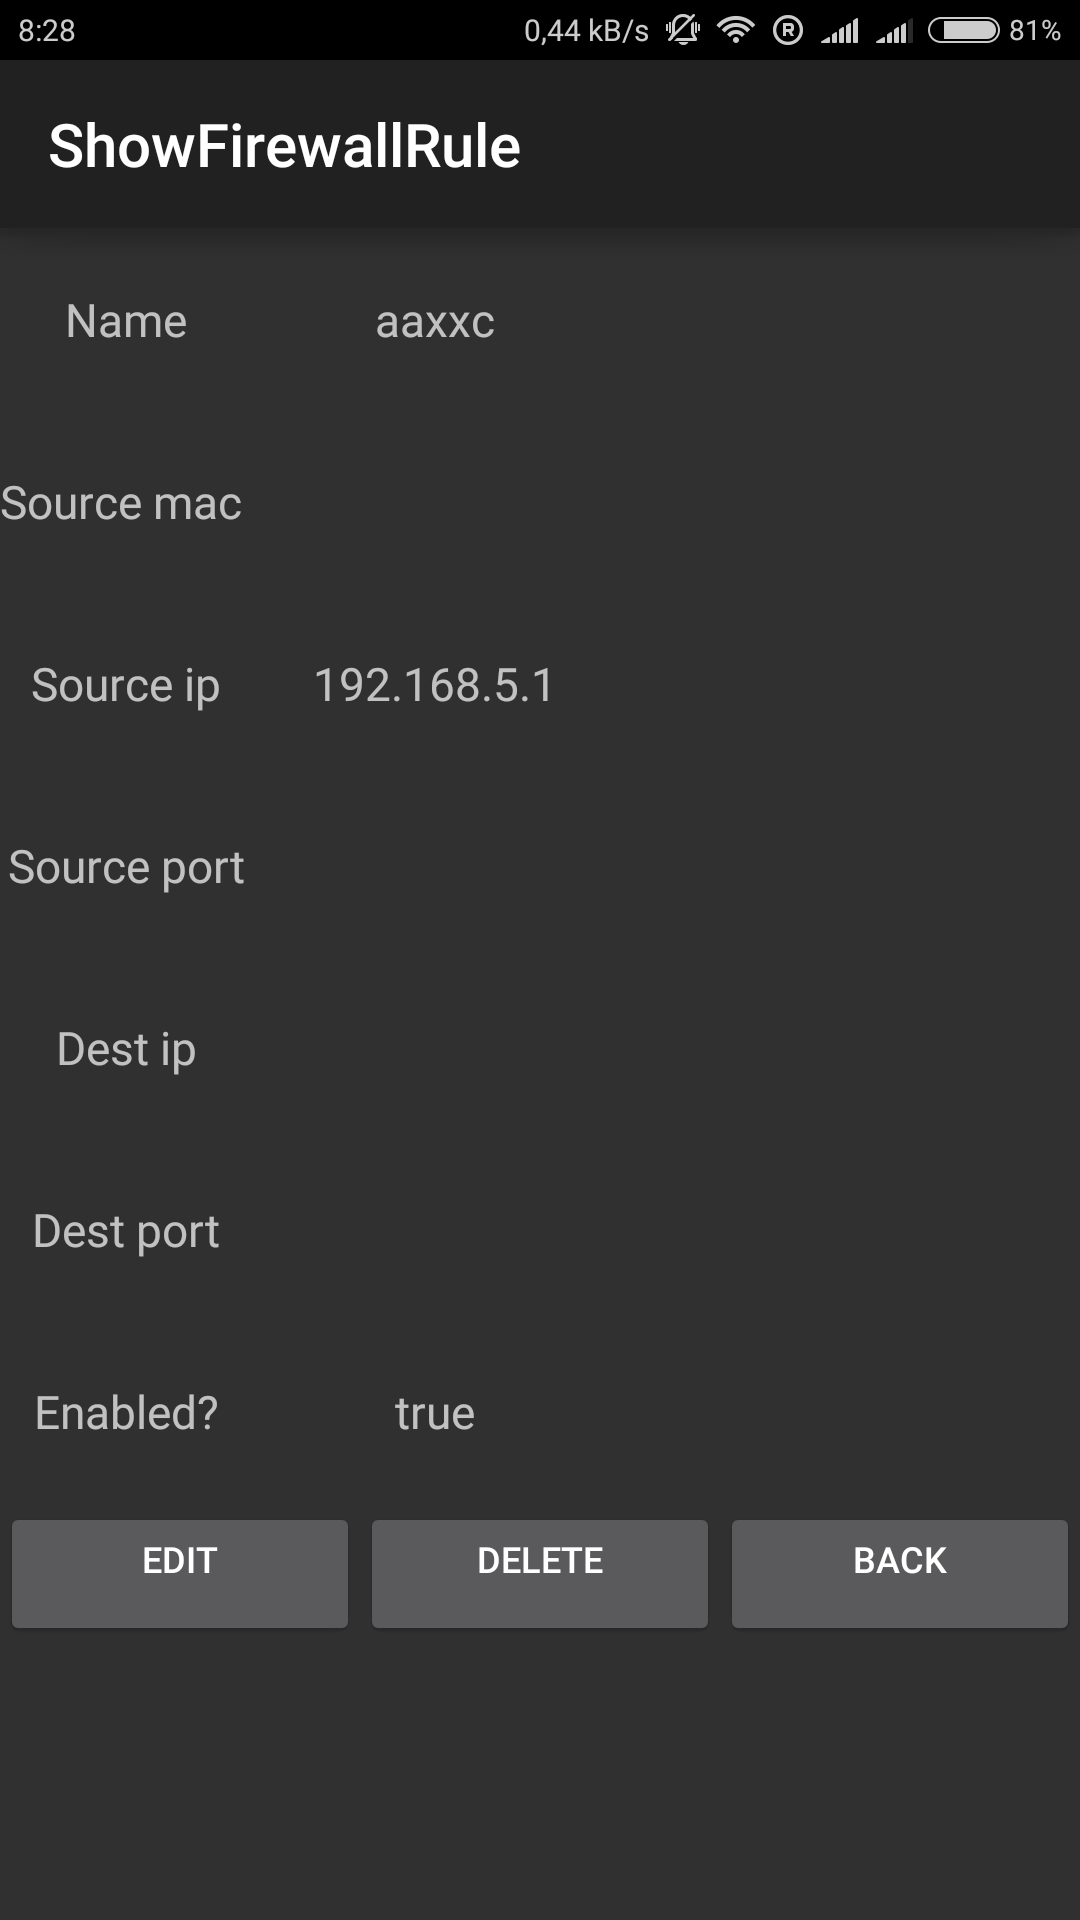 8:28 0,44 kB/s R 81%
ShowFirewallRule
Name aaxxc
Source mac
Source ip 192.168.5.1
Source port
Dest ip
Dest port
Enabled? true
EDIT DELETE BACK